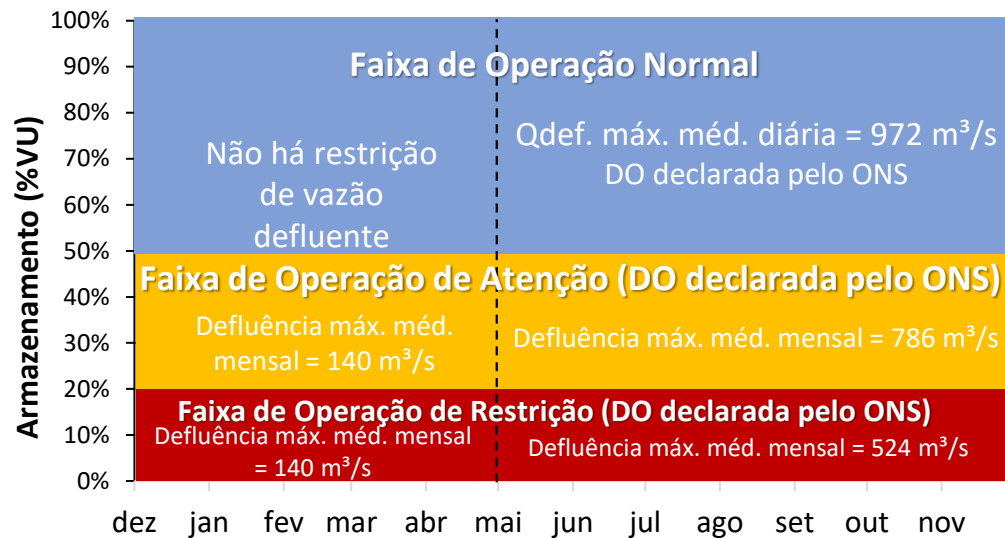 100%
90%
80%
70%
60%
50%
40%
30%
20%
10%
0%
Armazenamento (%VU)
Faixa de Operação Normal
Não há restrição
de vazão
defluente
Qdef. máx. méd. diária = 972 m³/s
DO declarada pelo ONS
Faixa de Operação de Atenção (DO declarada pelo ONS)
Defluência máx. méd.
mensal = 140 m³/s
Defluência máx. méd. mensal = 786 m³/s
Faixa de Operação de Restrição (DO declarada pelo ONS)
Defluência máx. méd. mensal
= 140 m³/s
Defluência máx. méd. mensal = 524 m³/s
dez jan fev mar abr mai jun jul ago set out nov